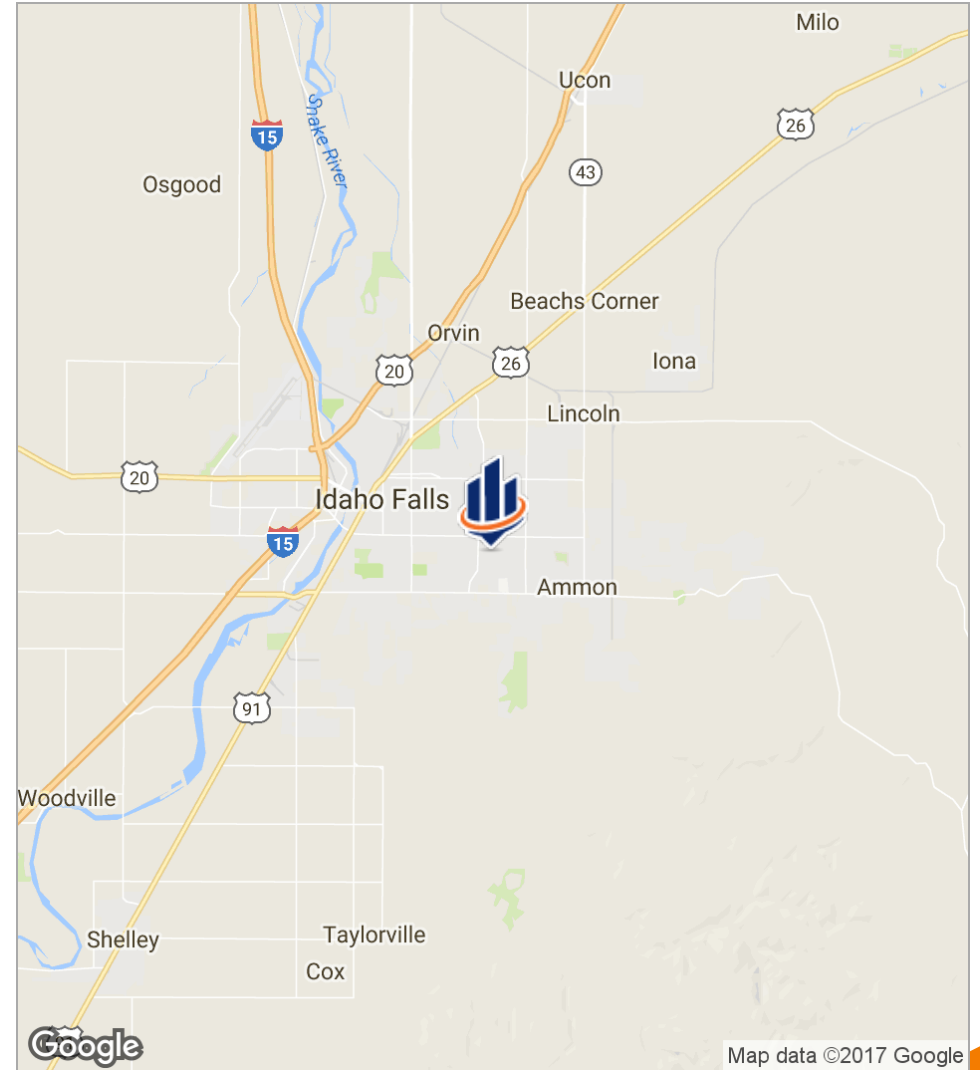 Milo
Ucon
26
15
Snake River
43
Osgood
Beachs Corner
Orvin
26
Iona
20
Lincoln
20
Idaho Falls
15
Ammon
91
Woodville
Taylorville
Shelley
Cox
Google
Map data ©2017 Google